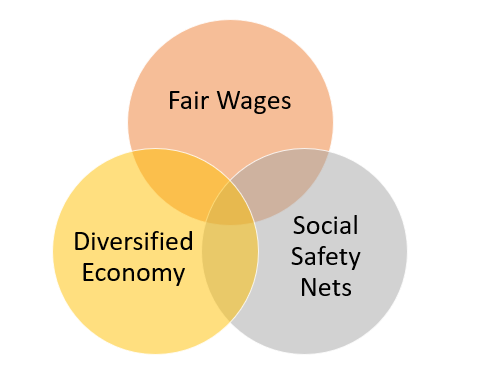 Fair Wages
Diversified
Economy
Social
Safety
Nets